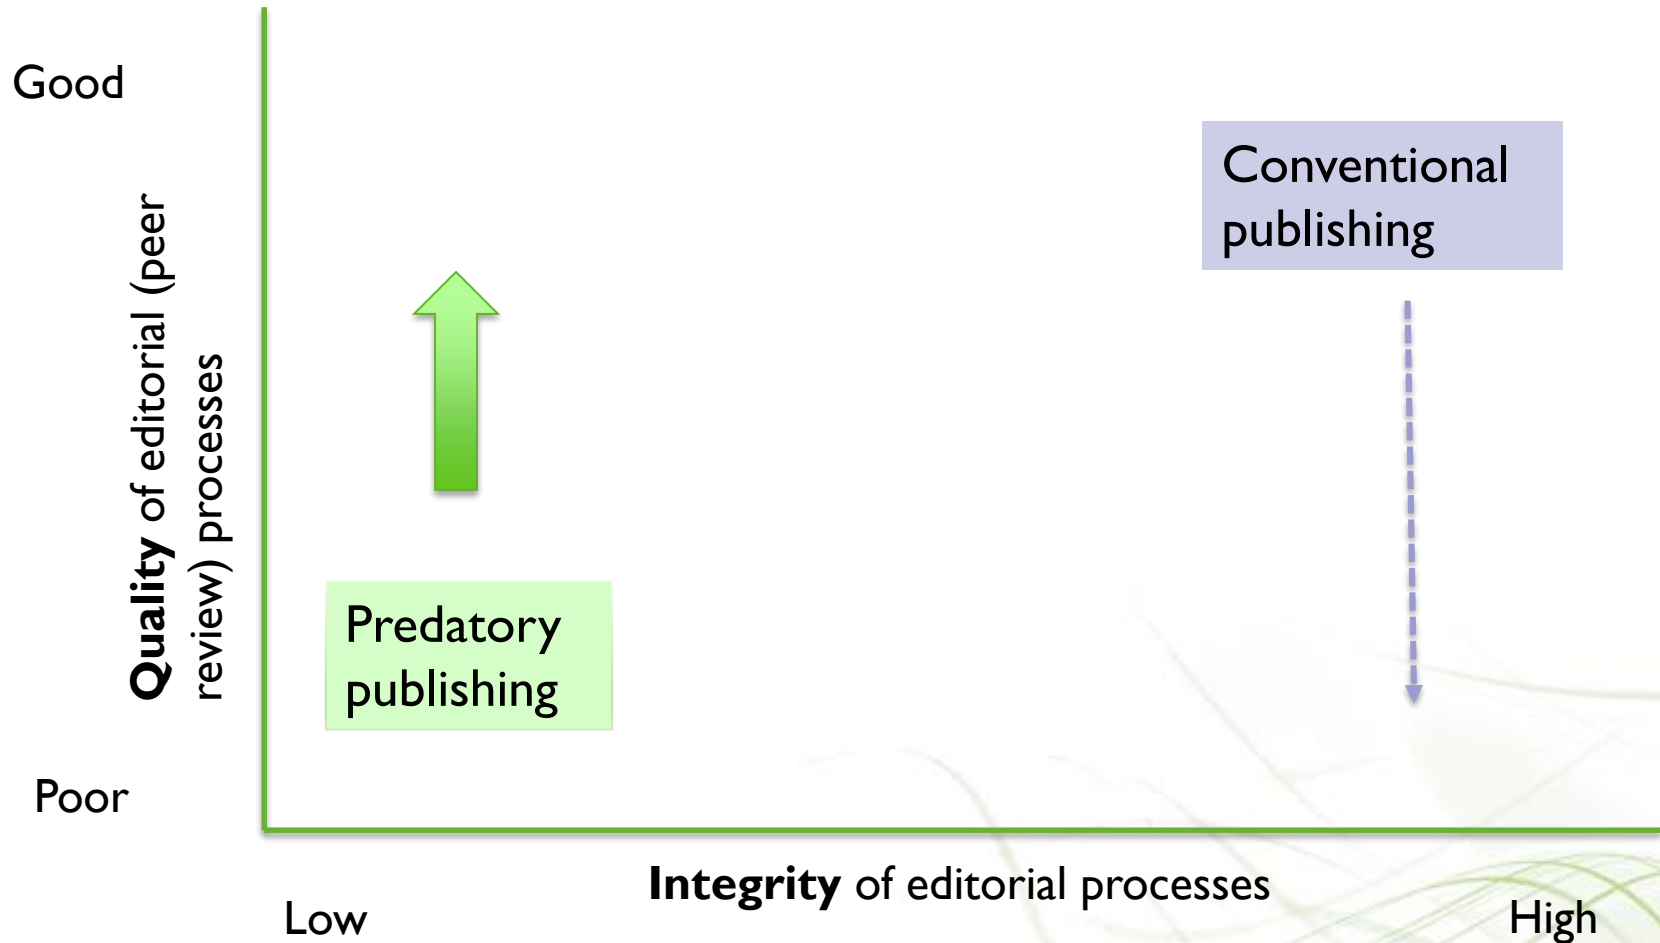 Good
Quality of editorial (peer
review) processes
Conventional
publishing
Predatory
publishing
Poor
Integrity of editorial processes
Low
High